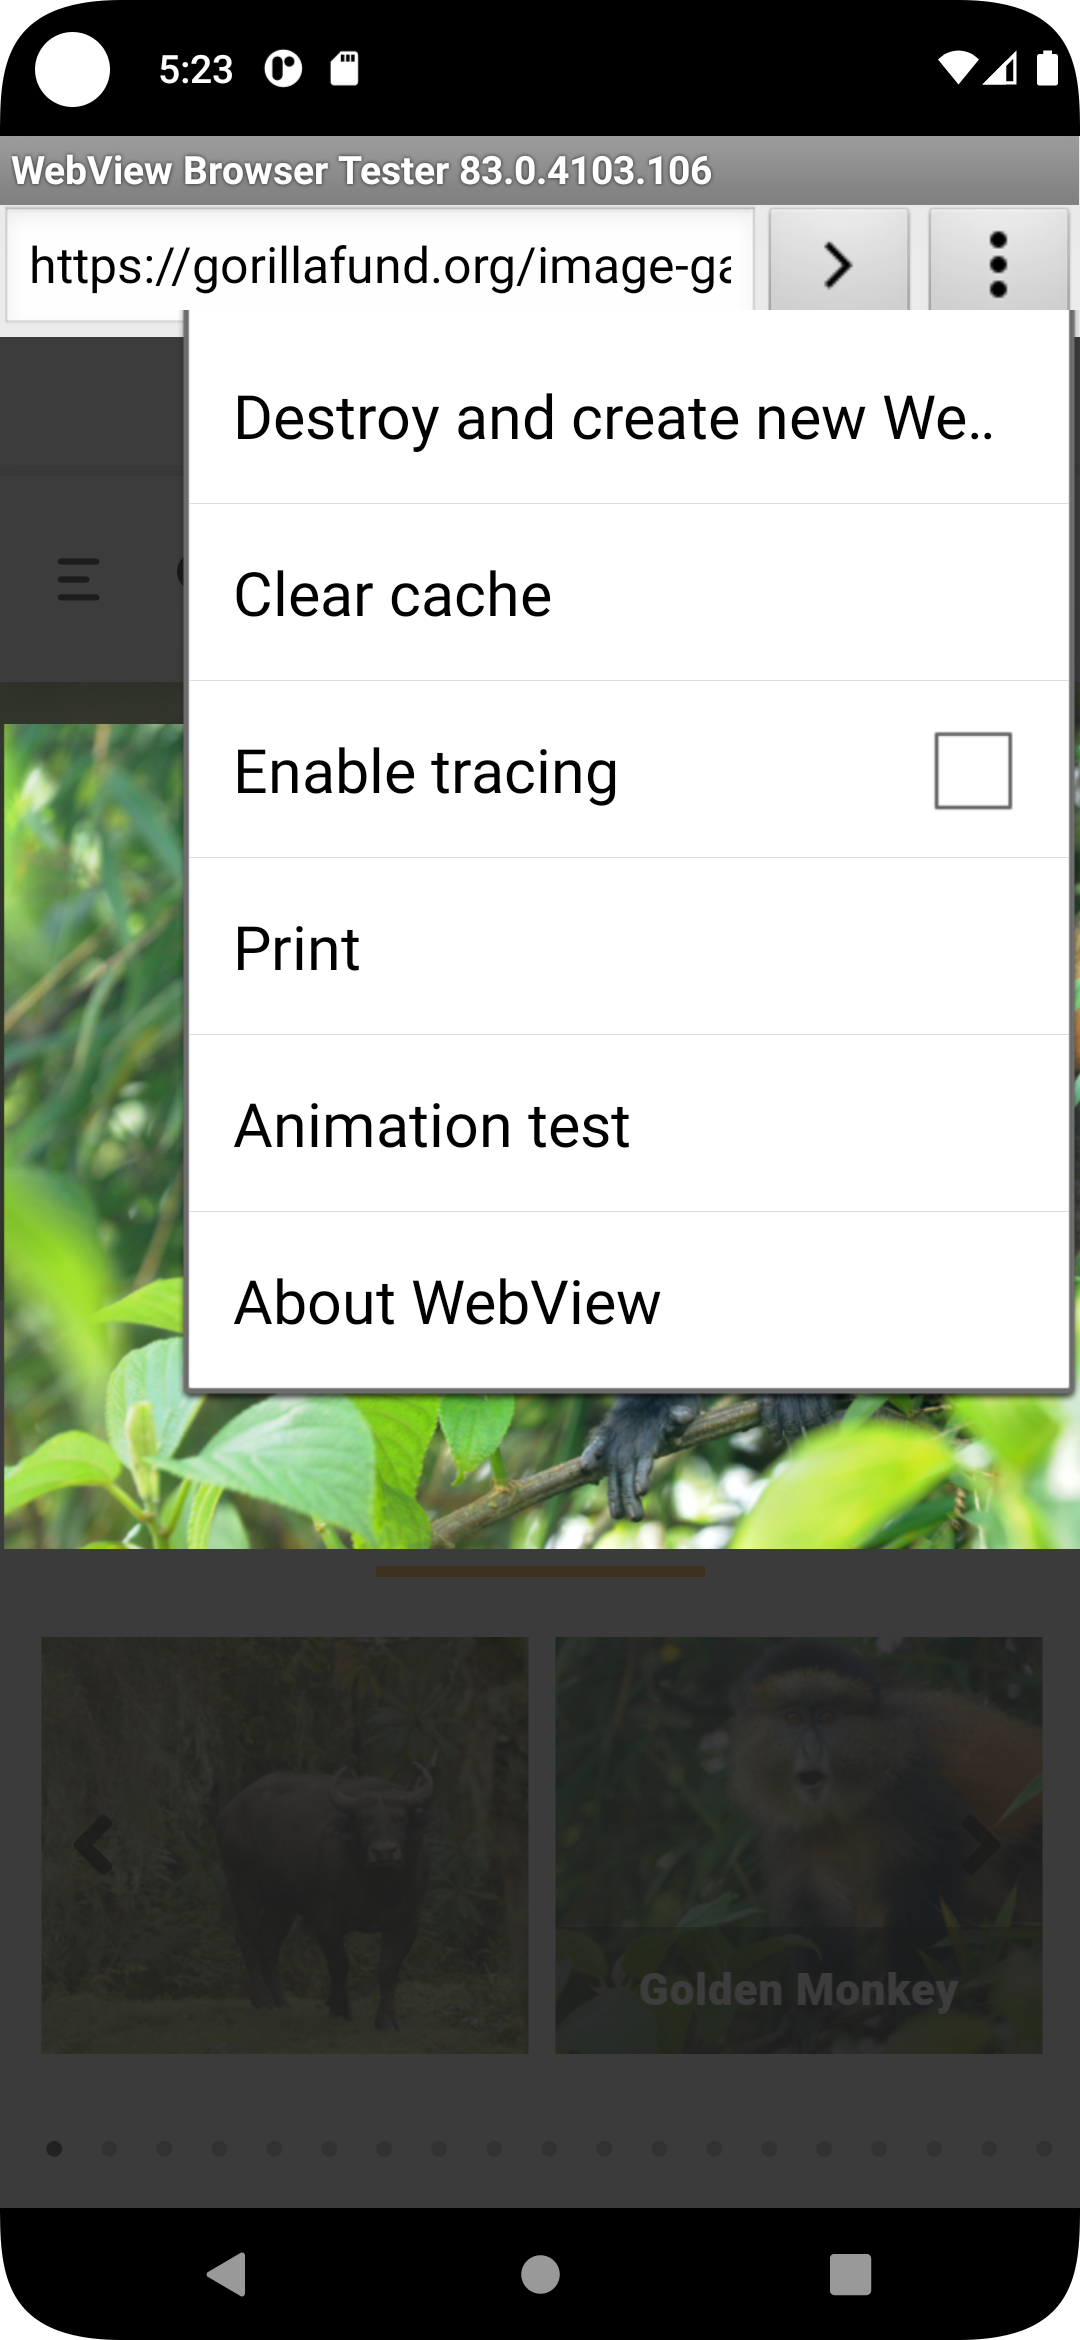 5:23
WebView Browser Tester 83.0.4103.106
https://gorillafund.org/image-ga
Destroy and create new We..
Clear cache
Enable tracing
Print
Animation test
About WebView
Golden Monkey